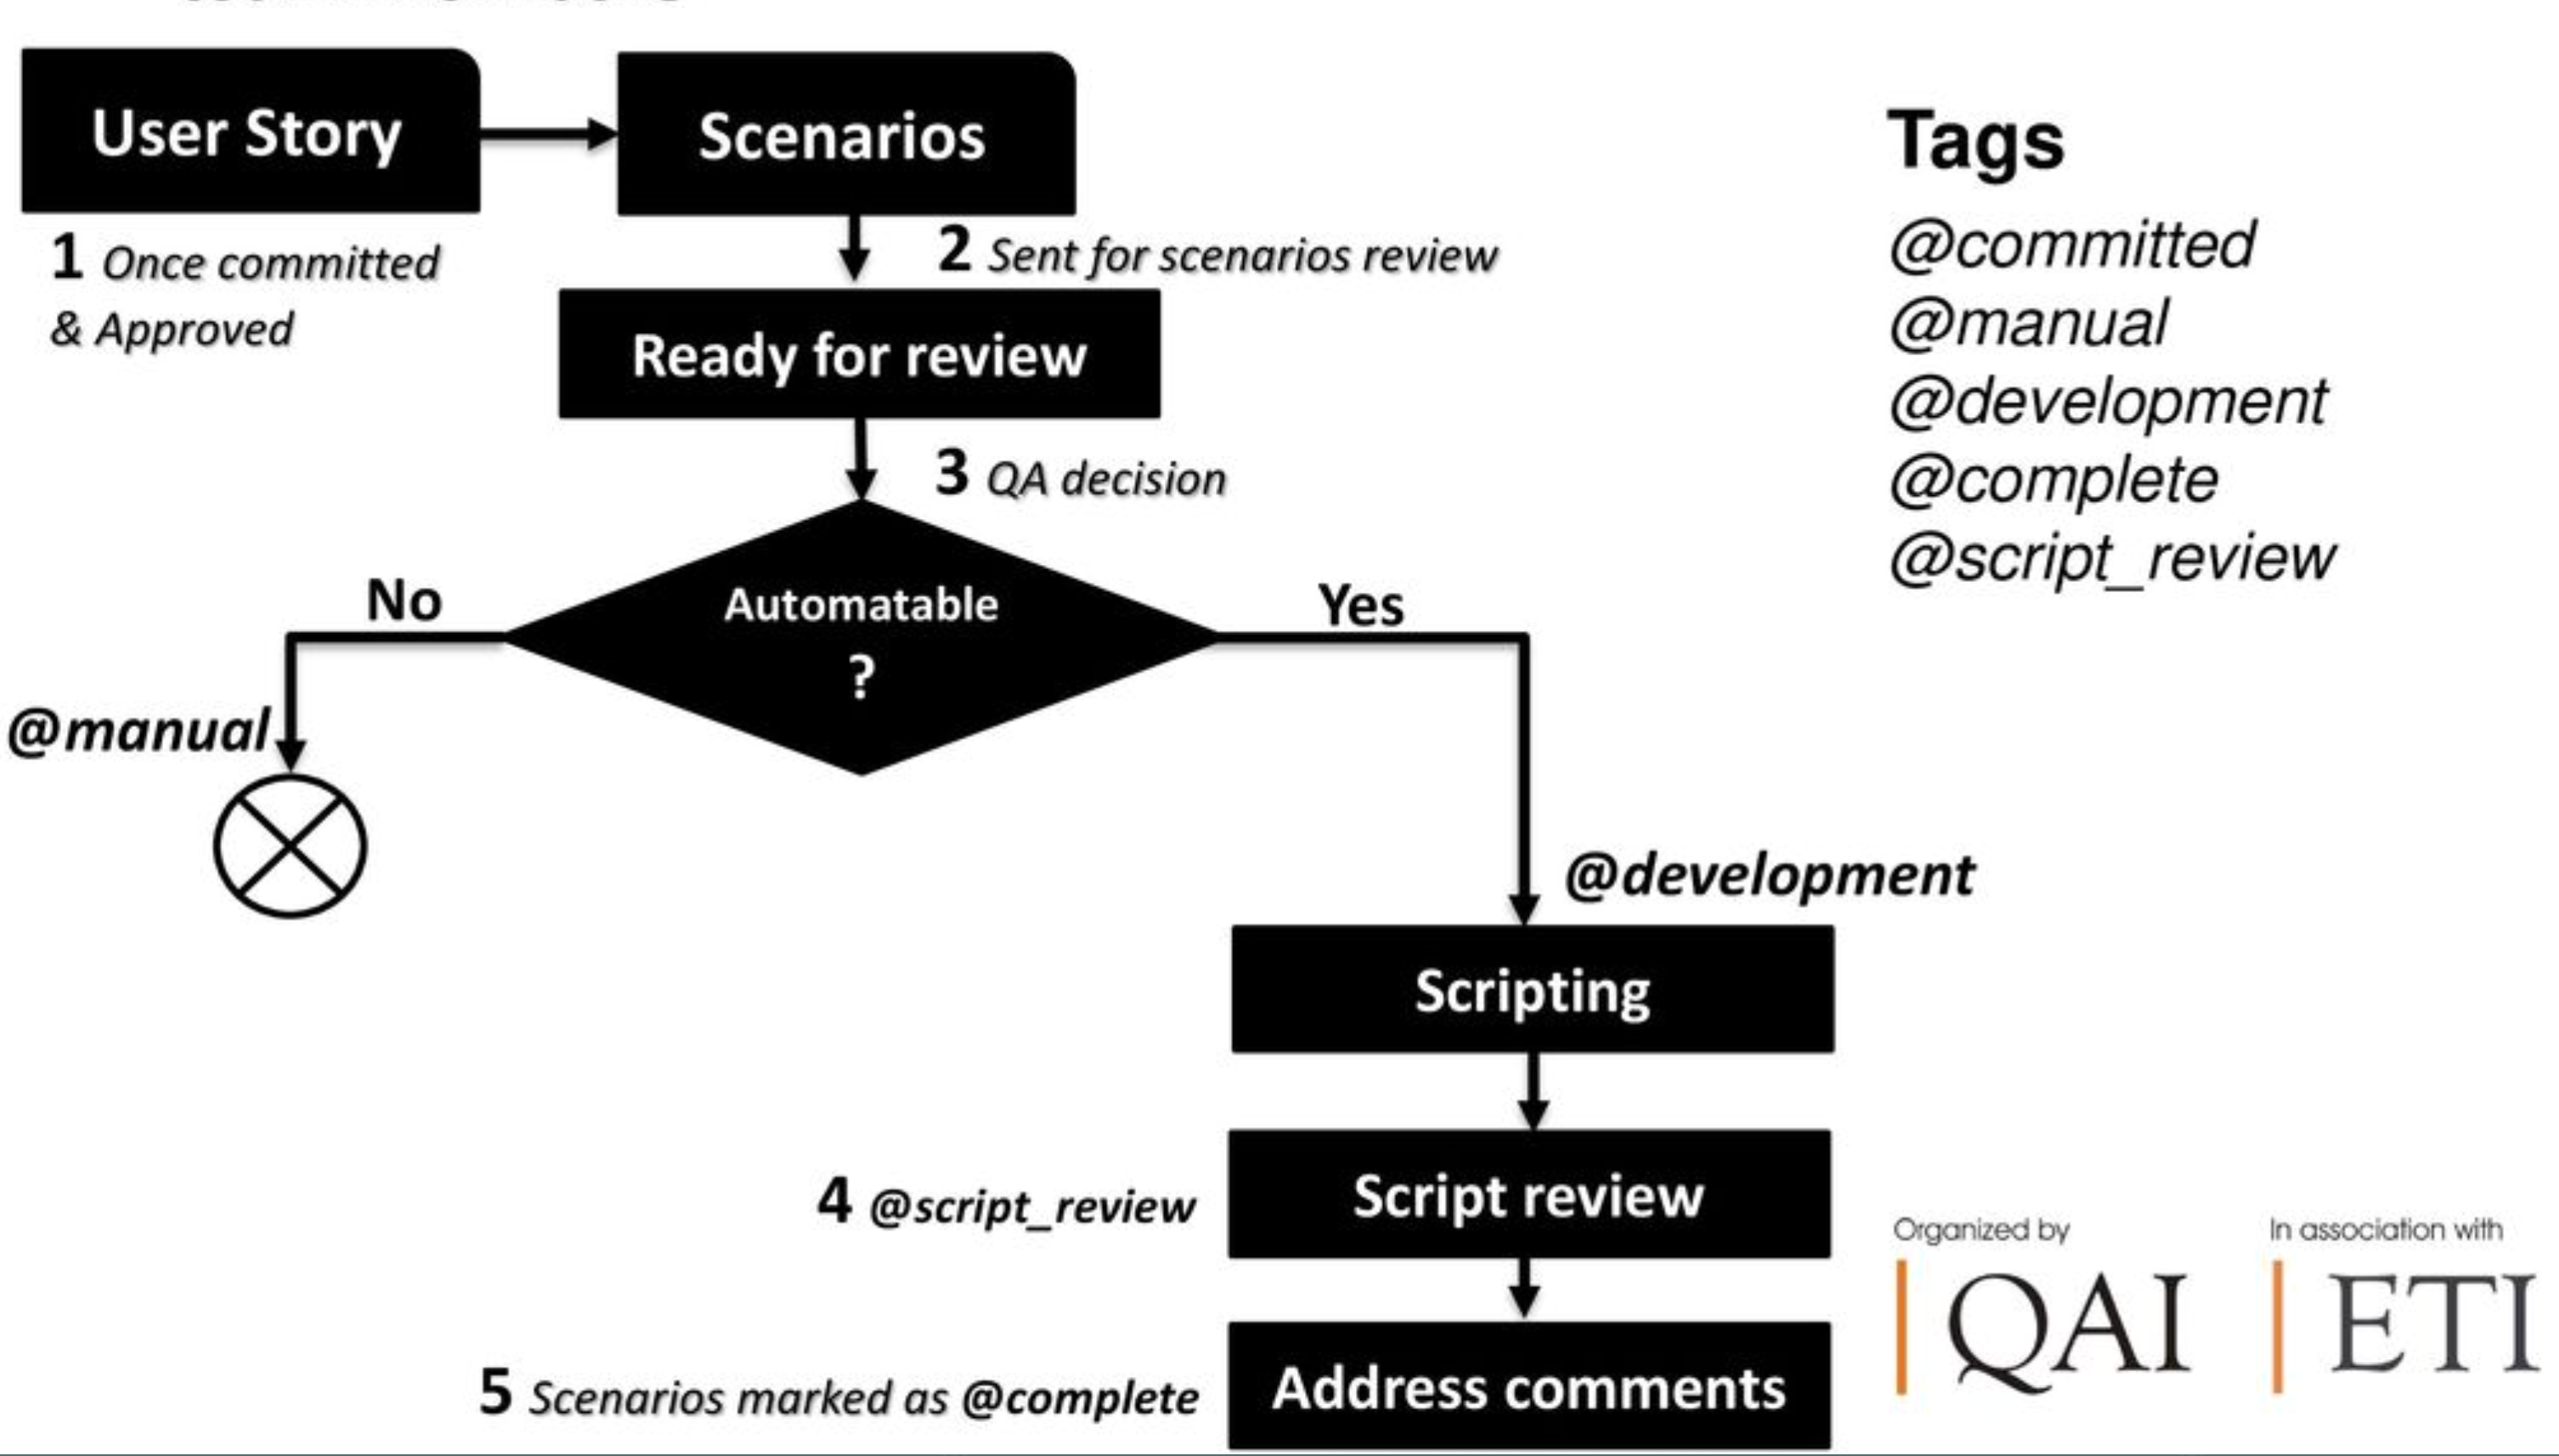 User Story
Scenarios
1 Once committed
& Approved
2 Sent for scenarios review
Ready for review
3 QA decision
Automatable
?
No
Yes
@manual
@development
Scripting
4 @script_review
Script review
5 Scenarios marked as @complete
Address comments
Tags
@committed
@manual
@development
@complete
@script_review
Organized by
QAI
In association with
ETI